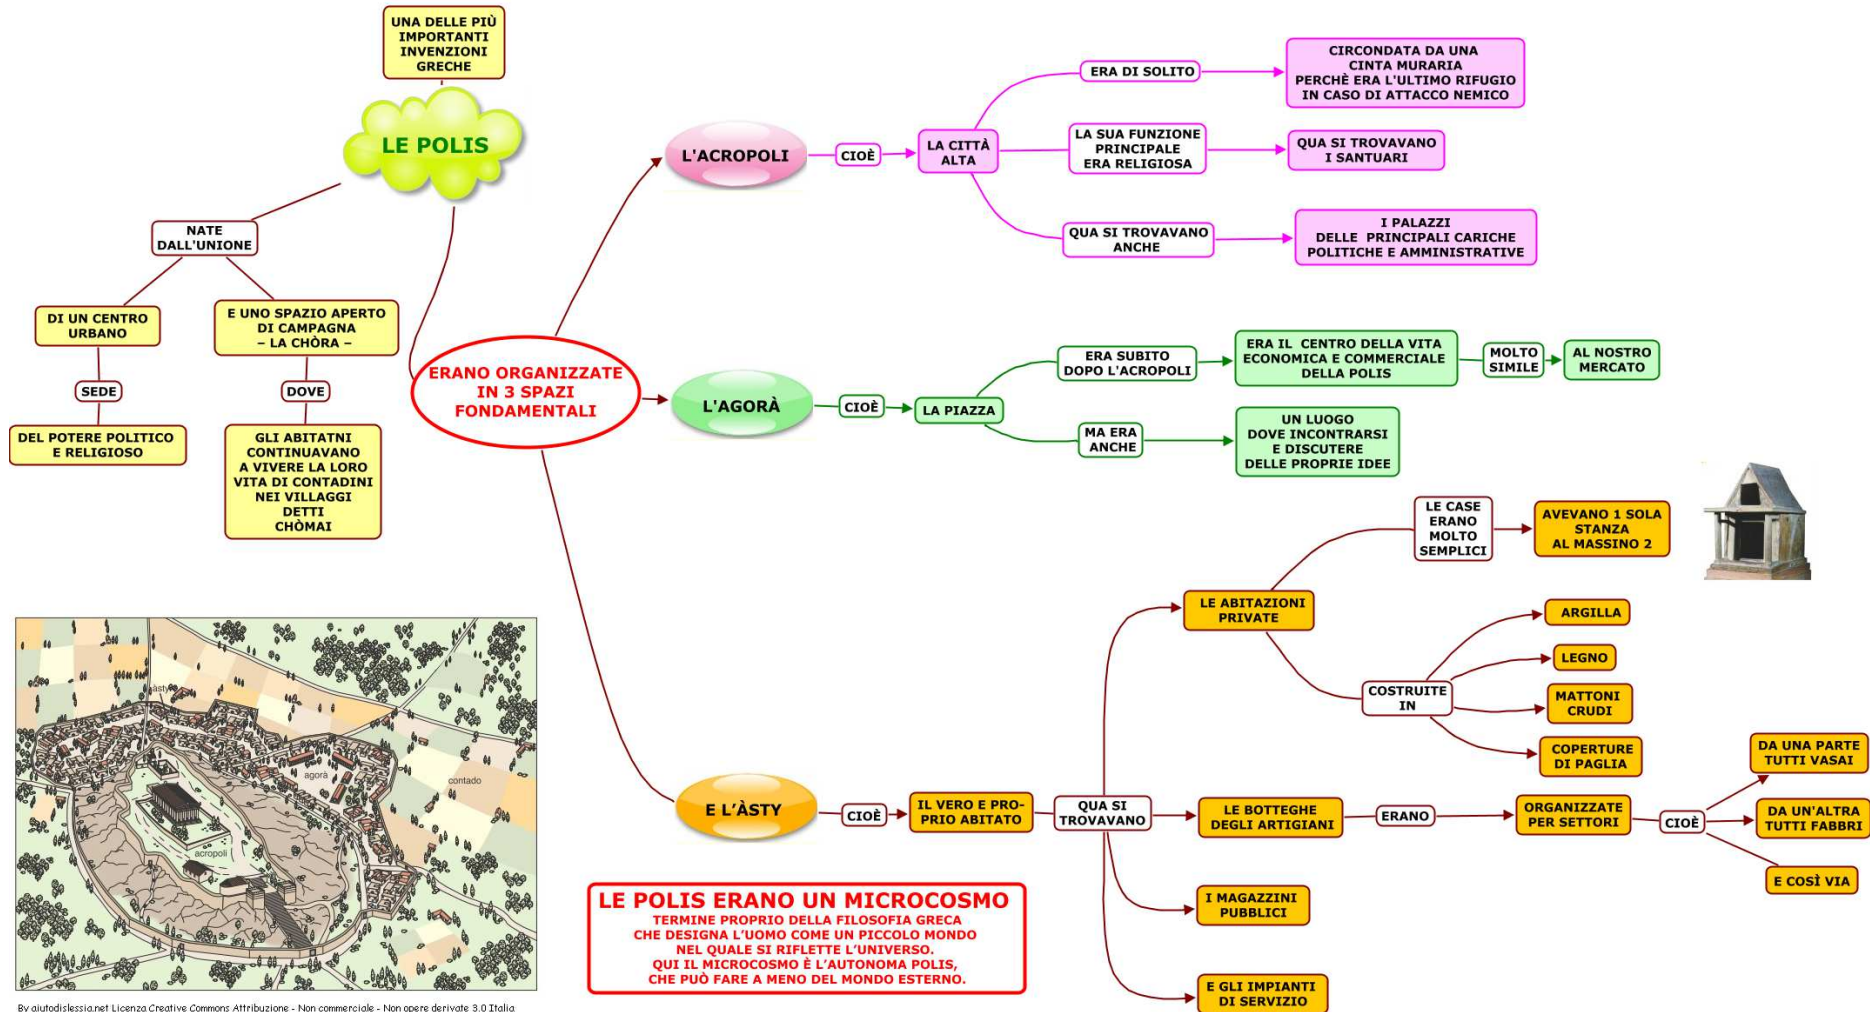 UNA DELLE PIÙ
IMPORTANTI
INVENZIONI
GRECHE
LE POLIS
NATE
DALL'UNIONE
DI UN CENTRO
URBANO
SEDE
DEL POTERE POLITICO
E RELIGIOSO
E UNO SPAZIO APERTO
DI CAMPAGNA
– LA CHÒRA –
DOVE
GLI ABITATNI
CONTINUAVANO
A VIVERE LA LORO
VITA DI CONTADINI
NEI VILLAGGI
DETTI
CHÒMAI
ERANO ORGANIZZATE
IN 3 SPAZI
FONDAMENTALI
L'ACROPOLI
CIOÈ
LA CITTÀ
ALTA
ERA DI SOLITO
CIRCONDATA DA UNA
CINTA MURARIA
PERCHÈ ERA L'ULTIMO RIFUGIO
IN CASO DI ATTACCO NEMICO
LA SUA FUNZIONE
PRINCIPALE
ERA RELIGIOSA
QUA SI TROVAVANO
I SANTUARI
QUA SI TROVAVANO
ANCHE
I PALAZZI
DELLE PRINCIPALI CARICHE
POLITICHE E AMMINISTRATIVE
L'AGORÀ
CIOÈ
LA PIAZZA
ERA SUBITO
DOPO L'ACROPOLI
ERA IL CENTRO DELLA VITA
ECONOMICA E COMMERCIALE
DELLA POLIS
MOLTO
SIMILE
AL NOSTRO
MERCATO
MA ERA
ANCHE
UN LUOGO
DOVE INCONTRARSI
E DISCUTERE
DELLE PROPRIE IDEE
E L'ÀSTY
CIOÈ
IL VERO E PRO-
PRIO ABITATO
QUA SI
TROVAVANO
LE ABITAZIONI
PRIVATE
LE CASE
ERANO
MOLTO
SEMPLICI
AVEVANO 1 SOLA
STANZA
AL MASSINO 2
COSTRUITE
IN
ARGILLA
LEGNO
MATTONI
CRUDI
COPERTURE
DI PAGLIA
LE BOTTEGHE
DEGLI ARTIGIANI
ERANO
ORGANIZZATE
PER SETTORI
CIOÈ
DA UNA PARTE
TUTTI VASAI
DA UN'ALTRA
TUTTI FABBRI
E COSÌ VIA
I MAGAZZINI
PUBBLICI
E GLI IMPIANTI
DI SERVIZIO
LE POLIS ERANO UN MICROCOSMO
TERMINE PROPRIO DELLA FILOSOFIA GRECA
CHE DESIGNA L'UOMO COME UN PICCOLO MONDO
NEL QUALE SI RIFLETTE L'UNIVERSO.
QUI IL MICROCOSMO È L'AUTONOMA POLIS,
CHE PUÒ FARE A MENO DEL MONDO ESTERNO.
àsty
agorà
contado
acropoli
By aiutodislessia.net Licenza Creative Commons Attribuzione - Non commerciale - Non opere derivate 3.0 Italia